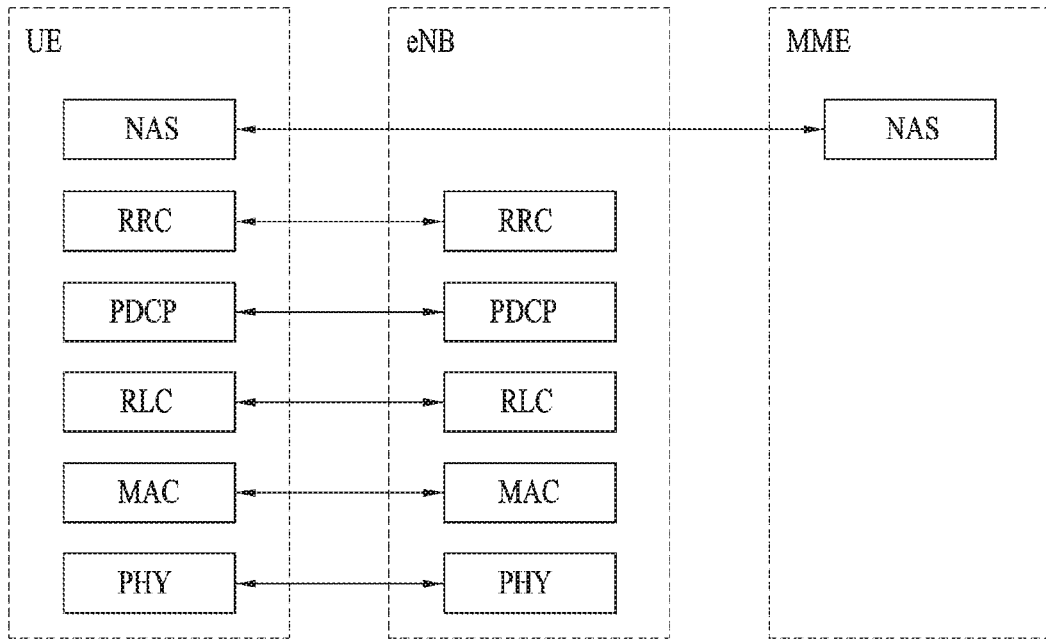 UE eNB MME
NAS NAS
RRC RRC
PDCP PDCP
RLC RLC
MAC MAC
PHY PHY